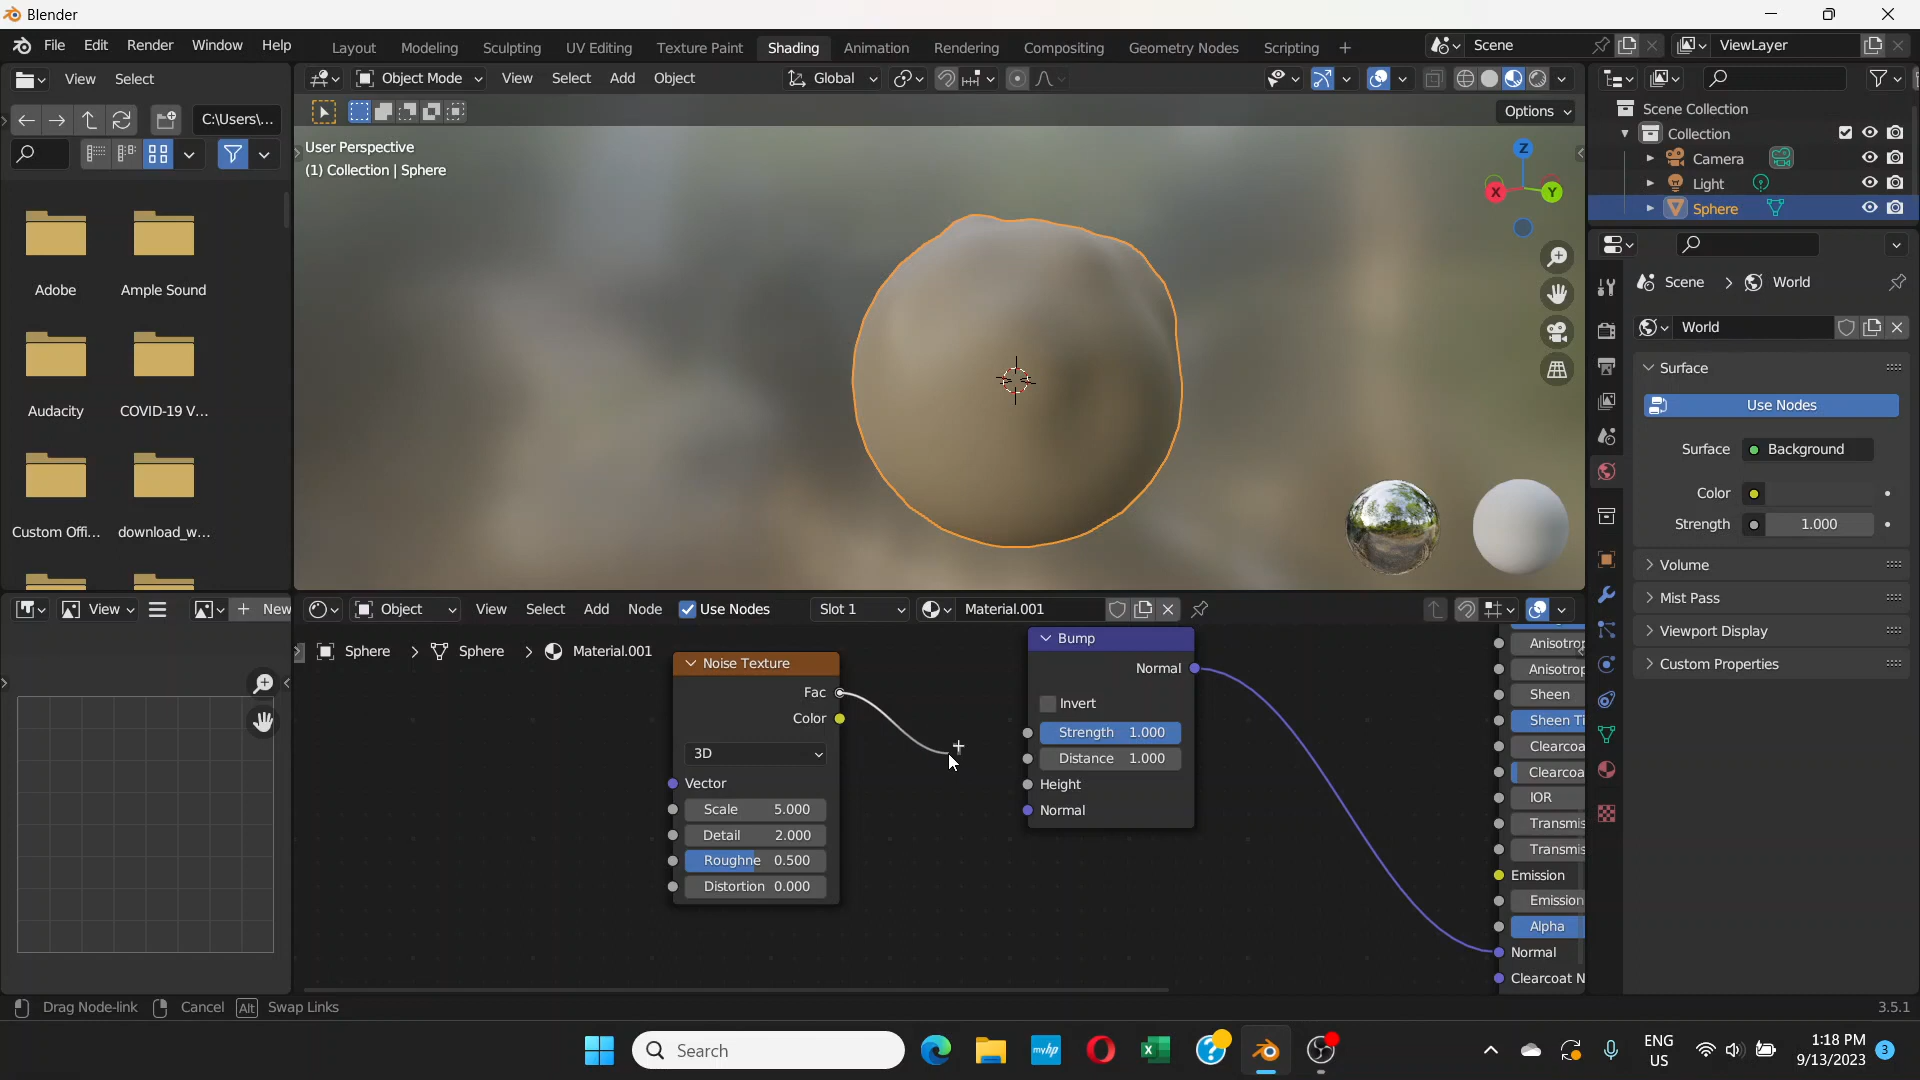 Blender
File Edit Render Window Help Layout Modeling Sculpting UV Editing Texture Paint Shading Animation Rendering Compositing Geometry Nodes Scripting + Scene ViewLayer
View Select Object Mode View Select Add Object Global
C:\Users\... Options
User Perspective
(1) Collection | Sphere
Z
X
Y
Scene Collection
Collection
Camera
Light
Sphere
Adobe Ample Sound
Audacity COVID-19 V...
Custom Offi... download_w...
Scene > World
World
Surface
Use Nodes
Surface Background
Color
Strength 1.000
Volume
Mist Pass
Viewport Display
Custom Properties
View + New Object View Select Add Node Use Nodes Slot 1 Material.001
Sphere > Sphere > Material.001
Noise Texture
Fac
Color
3D
Vector
Scale 5.000
Detail 2.000
Roughne 0.500
Distortion 0.000
Bump
Normal
Invert
Strength 1.000
Distance 1.000
Height
Normal
Anisotrop
Anisotrop
Sheen
Sheen Ti
Clearcoa
Clearcoa
IOR
Transmis
Transmis
Emission
Emission
Alpha
Normal
Clearcoat N
Drag Node-link Cancel Alt Swap Links 3.5.1
Search myhp ENG
US 1:18 PM
9/13/2023 3